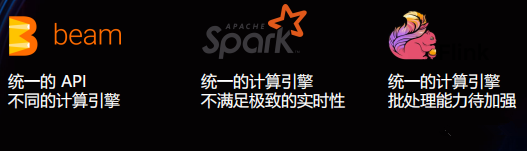 beam
APACHE
Spark
Flink
统一的 API
不同的计算引擎
统一的计算引擎
不满足极致的实时性
统一的计算引擎
批处理能力待加强